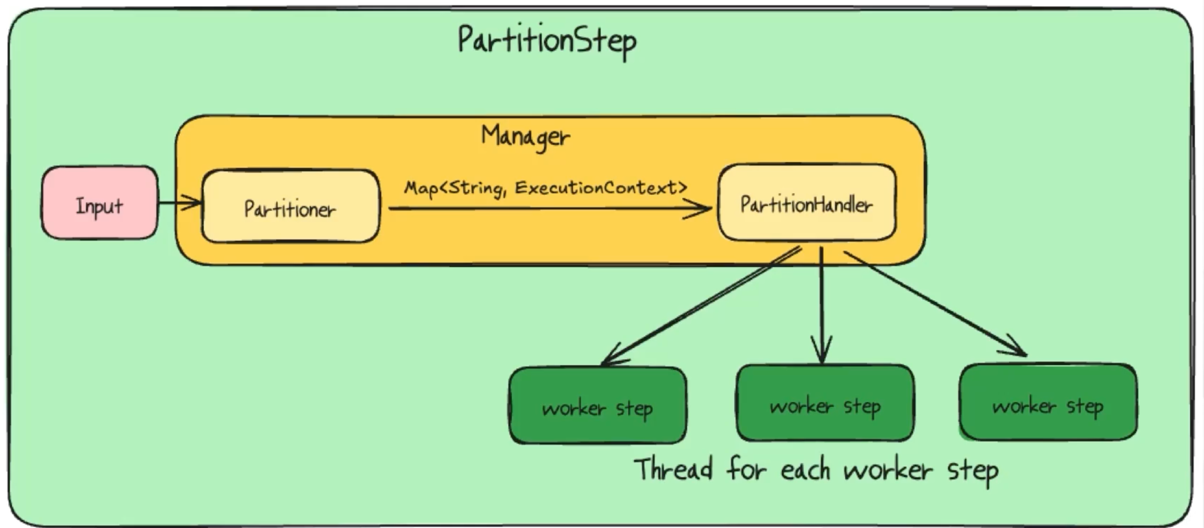 PartitionStep
Manager
Input
Partitioner
Map<String, ExecutionContext>
PartitionHandler
worker step
worker step
worker step
Thread for each worker step